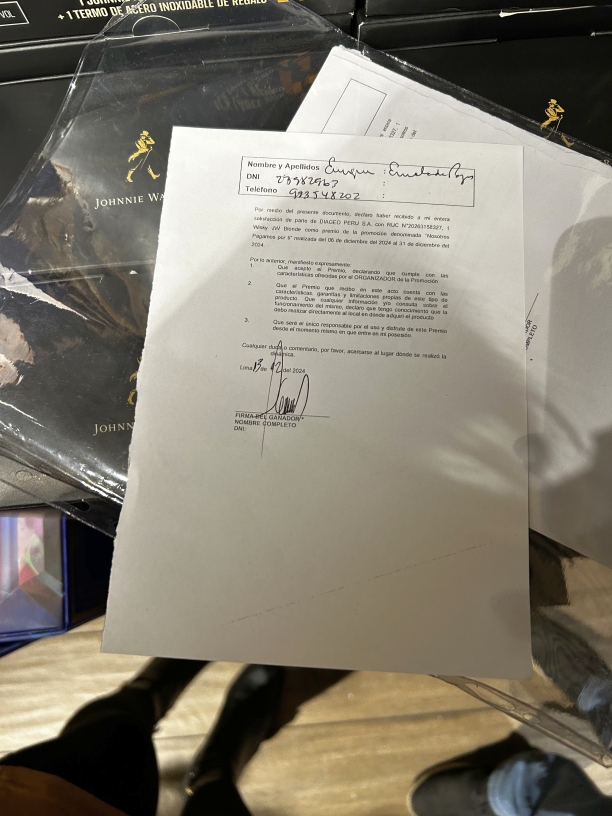 1 JOHNN
+ 1 TERMO DE ACERO INOXIDABLE DE REGALO
VOL
JOHNNIE WA
JOHNN
Nombre y Apellidos
DNI :
Teléfono 993548202 :
Por medio del presente documento, declaro haber recibido a mi entera
satisfacción de parte de DIAGEO PERU S.A. con RUC N°20263158327, 1
Wisky JW Blonde como premio de la promoción denominada "Nosotros
Pagamos por ti" realizada del 06 de diciembre del 2024 al 31 de diciembre del
2024.
Por lo anterior, manifiesto expresamente:
1. Que acepto el Premio, declarando que cumple con las
características ofrecidas por el ORGANIZADOR de la Promoción
2. Que el Premio que recibo en este acto cuenta con las
características, garantías y limitaciones propias de este tipo de
producto. Que cualquier información y/o consulta sobre el
funcionamiento del mismo, declaro que tengo conocimiento que la
debo realizar directamente al local en donde adquirí el producto
3. Que seré el único responsable por el uso y disfrute de este Premio
desde el momento mismo en que entre en mi posesión.
Cualquier duda o comentario, por favor, acercarse al lugar dónde se realizó la
dinámica.
Lima 13 de 12 del 2024
FIRMA DEL GANADOR
NOMBRE COMPLETO
DNI: